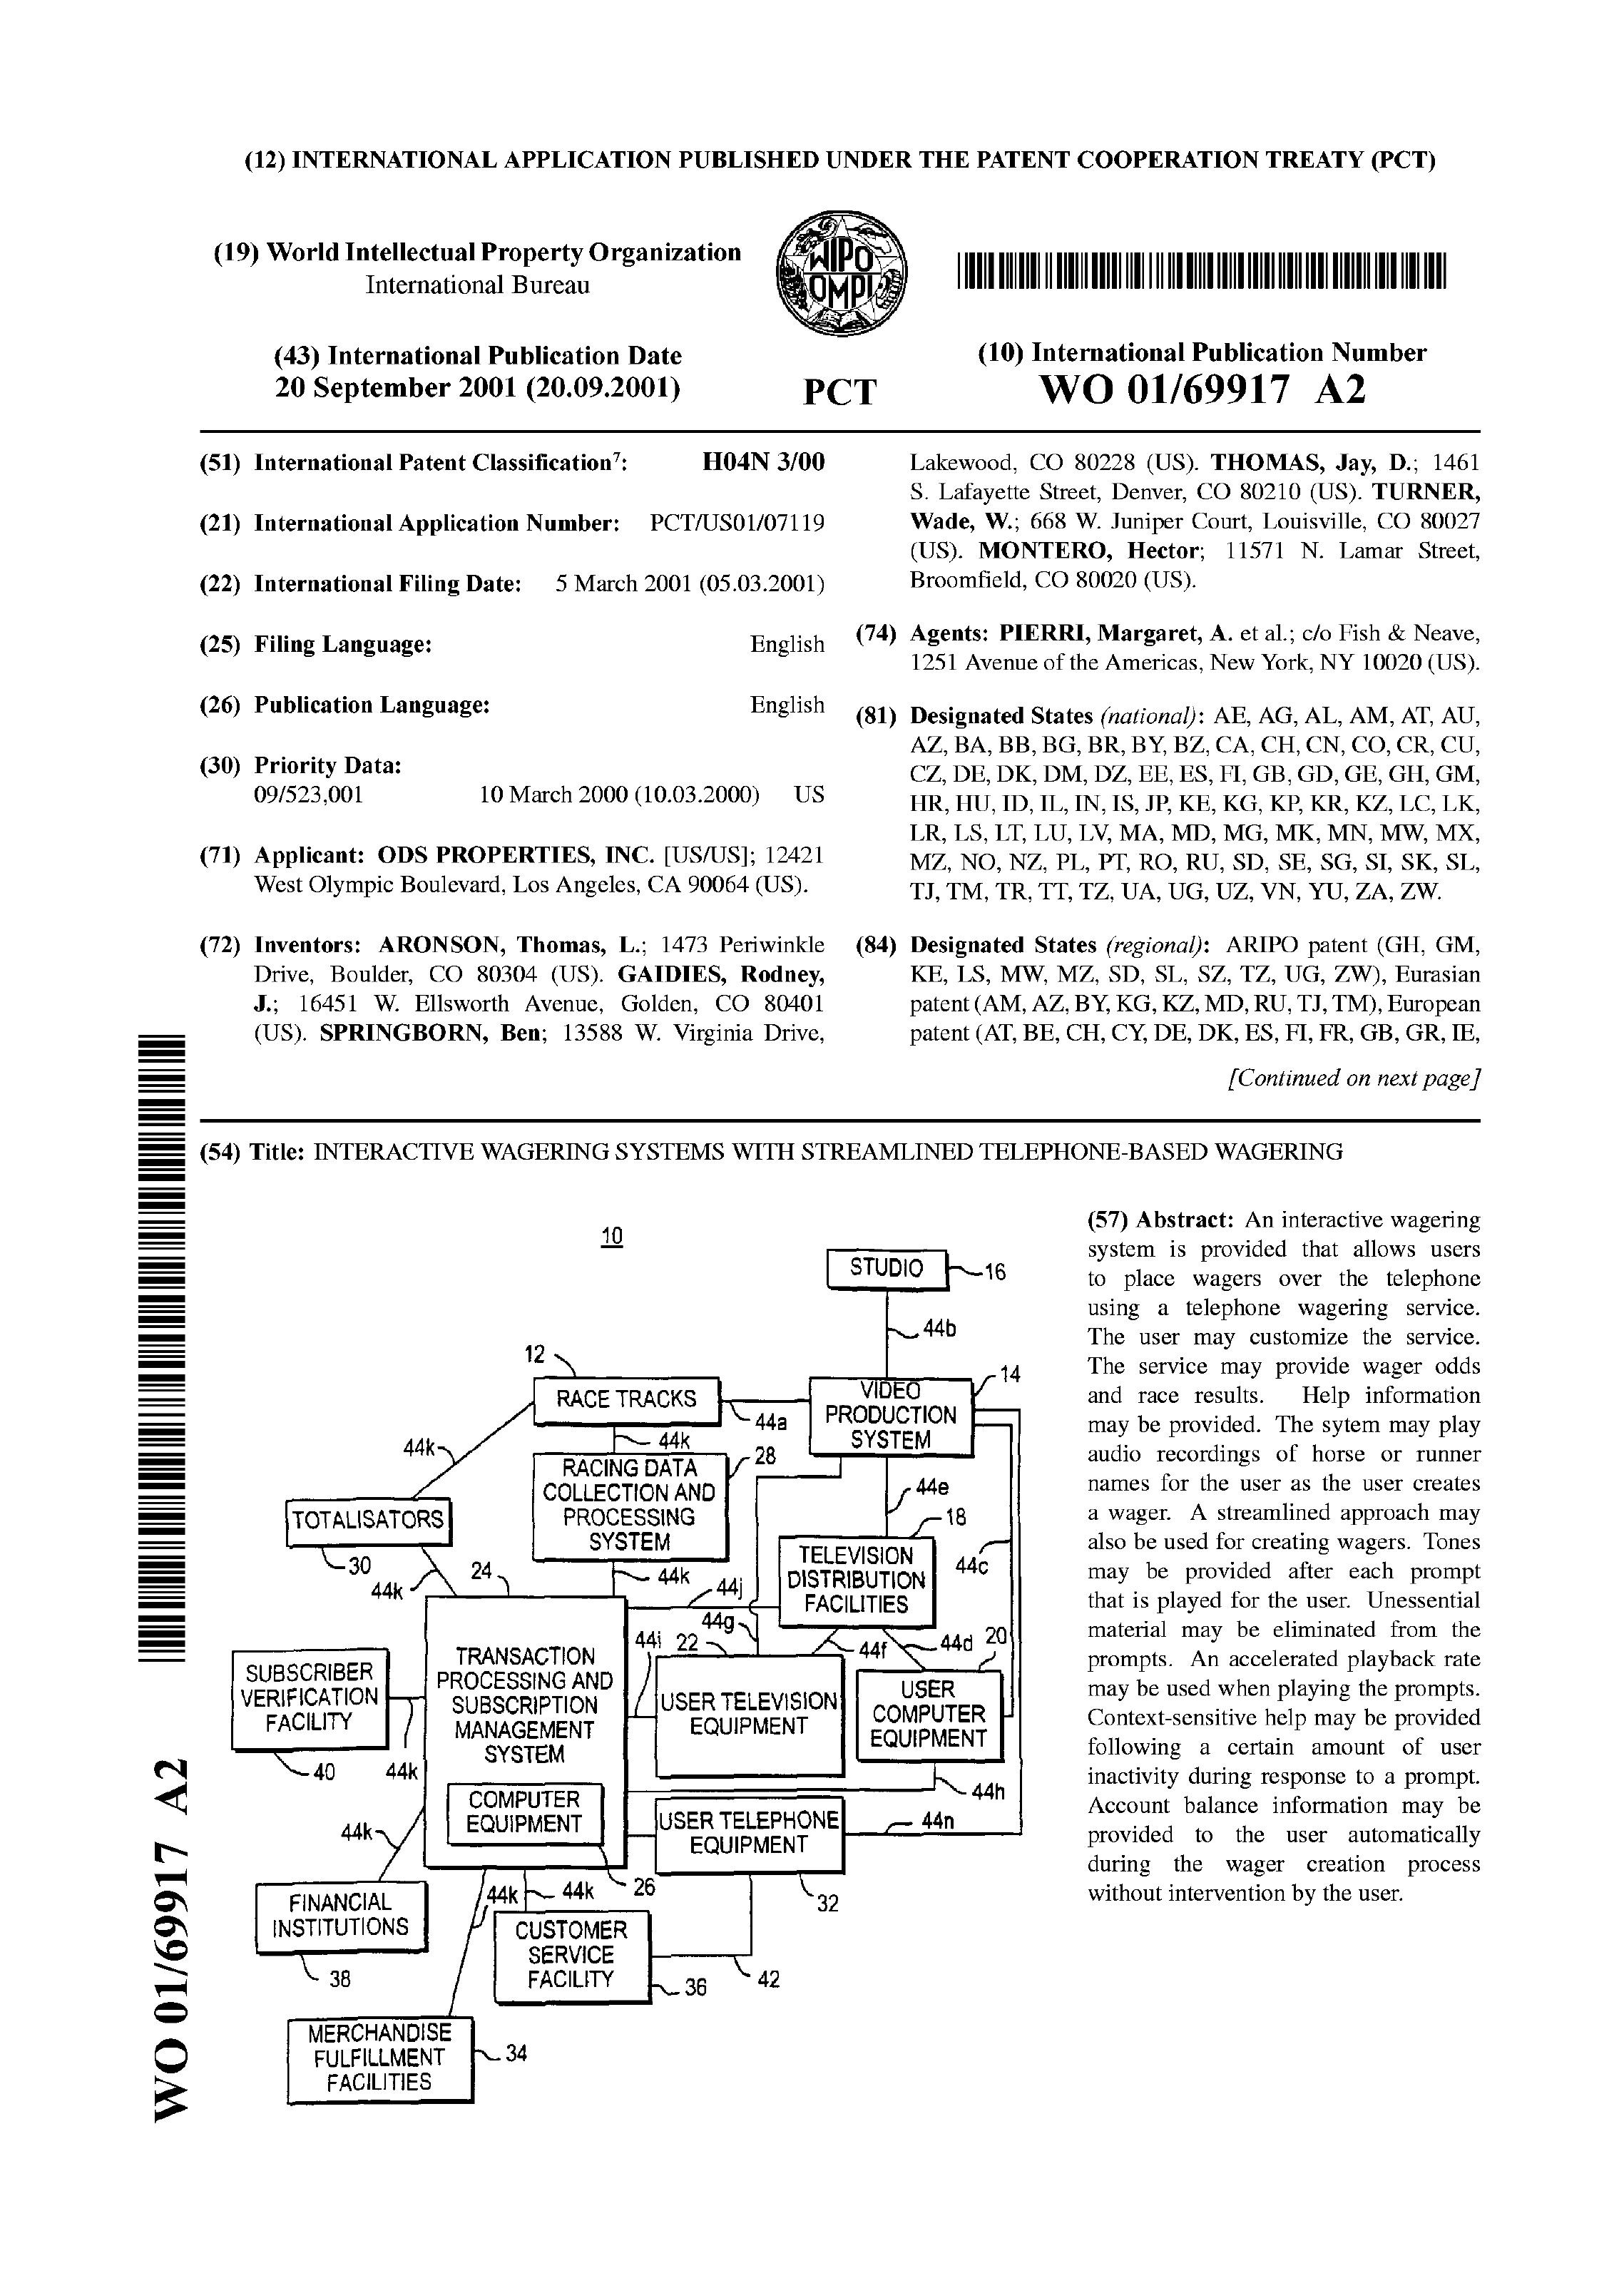 (12) INTERNATIONAL APPLICATION PUBLISHED UNDER THE PATENT COOPERATION TREATY (PCT)
(19) World Intellectual Property Organization
International Bureau
WIPO
OMPI
(43) International Publication Date
20 September 2001 (20.09.2001)
PCT
(10) International Publication Number
WO 01/69917 A2
(51) International Patent Classification7: H04N 3/00
(21) International Application Number: PCT/US01/07119
(22) International Filing Date: 5 March 2001 (05.03.2001)
(25) Filing Language: English
(26) Publication Language: English
(30) Priority Data:
09/523,001 10 March 2000 (10.03.2000) US
(71) Applicant: ODS PROPERTIES, INC. [US/US]; 12421
West Olympic Boulevard, Los Angeles, CA 90064 (US).
(72) Inventors: ARONSON, Thomas, L.; 1473 Periwinkle
Drive, Boulder, CO 80304 (US). GAIDIES, Rodney,
J.; 16451 W. Ellsworth Avenue, Golden, CO 80401
(US). SPRINGBORN, Ben; 13588 W. Virginia Drive,
Lakewood, CO 80228 (US). THOMAS, Jay, D.; 1461
S. Lafayette Street, Denver, CO 80210 (US). TURNER,
Wade, W.; 668 W. Juniper Court, Louisville, CO 80027
(US). MONTERO, Hector; 11571 N. Lamar Street,
Broomfield, CO 80020 (US).
(74) Agents: PIERRI, Margaret, A. et al.; c/o Fish & Neave,
1251 Avenue of the Americas, New York, NY 10020 (US).
(81) Designated States (national): AE, AG, AL, AM, AT, AU,
AZ, BA, BB, BG, BR, BY, BZ, CA, CH, CN, CO, CR, CU,
CZ, DE, DK, DM, DZ, EE, ES, FI, GB, GD, GE, GH, GM,
HR, HU, ID, IL, IN, IS, JP, KE, KG, KP, KR, KZ, LC, LK,
LR, LS, LT, LU, LV, MA, MD, MG, MK, MN, MW, MX,
MZ, NO, NZ, PL, PT, RO, RU, SD, SE, SG, SI, SK, SL,
TJ, TM, TR, TT, TZ, UA, UG, UZ, VN, YU, ZA, ZW.
(84) Designated States (regional): ARIPO patent (GH, GM,
KE, LS, MW, MZ, SD, SL, SZ, TZ, UG, ZW), Eurasian
patent (AM, AZ, BY, KG, KZ, MD, RU, TJ, TM), European
patent (AT, BE, CH, CY, DE, DK, ES, FI, FR, GB, GR, IE,
[Continued on next page]
(54) Title: INTERACTIVE WAGERING SYSTEMS WITH STREAMLINED TELEPHONE-BASED WAGERING
10
STUDIO
16
44b
12
RACE TRACKS
44a
VIDEO
PRODUCTION
SYSTEM
14
44k
44k
RACING DATA
COLLECTION AND
PROCESSING
SYSTEM
28
44e
18
TOTALISATORS
30
44k
24
44k
44j
TELEVISION
DISTRIBUTION
FACILITIES
44c
44g
44i
22
44f
44d
20
SUBSCRIBER
VERIFICATION
FACILITY
40
44k
TRANSACTION
PROCESSING AND
SUBSCRIPTION
MANAGEMENT
SYSTEM
USER TELEVISION
EQUIPMENT
USER
COMPUTER
EQUIPMENT
44h
COMPUTER
EQUIPMENT
26
USER TELEPHONE
EQUIPMENT
44n
32
44k
FINANCIAL
INSTITUTIONS
38
44k
44k
CUSTOMER
SERVICE
FACILITY
36
42
MERCHANDISE
FULFILLMENT
FACILITIES
34
(57) Abstract: An interactive wagering
system is provided that allows users
to place wagers over the telephone
using a telephone wagering service.
The user may customize the service.
The service may provide wager odds
and race results. Help information
may be provided. The sytem may play
audio recordings of horse or runner
names for the user as the user creates
a wager. A streamlined approach may
also be used for creating wagers. Tones
may be provided after each prompt
that is played for the user. Unessential
material may be eliminated from the
prompts. An accelerated playback rate
may be used when playing the prompts.
Context-sensitive help may be provided
following a certain amount of user
inactivity during response to a prompt.
Account balance information may be
provided to the user automatically
during the wager creation process
without intervention by the user.
WO 01/69917 A2